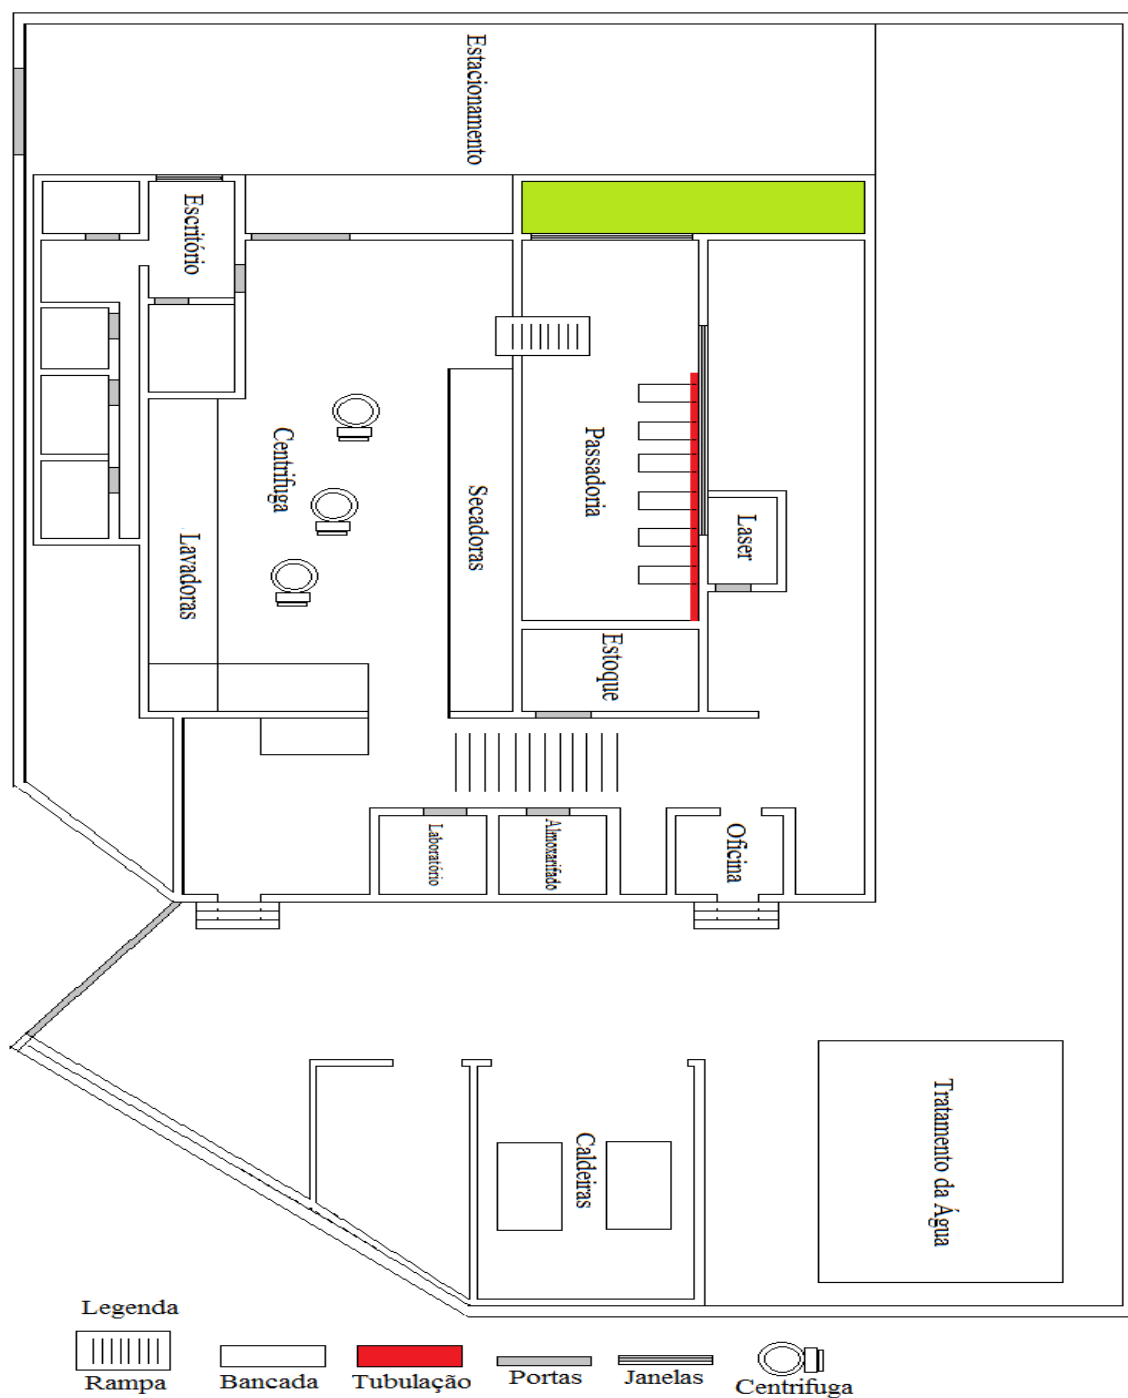 Estacionamento
Escritório
Centrifuga
Lavadoras
Secadoras
Passadoria
Laser
Estoque
Laboratório
Almoxarifado
Oficina
Caldeiras
Tratamento da Água
Legenda
Rampa
Bancada
Tubulação
Portas
Janelas
Centrifuga